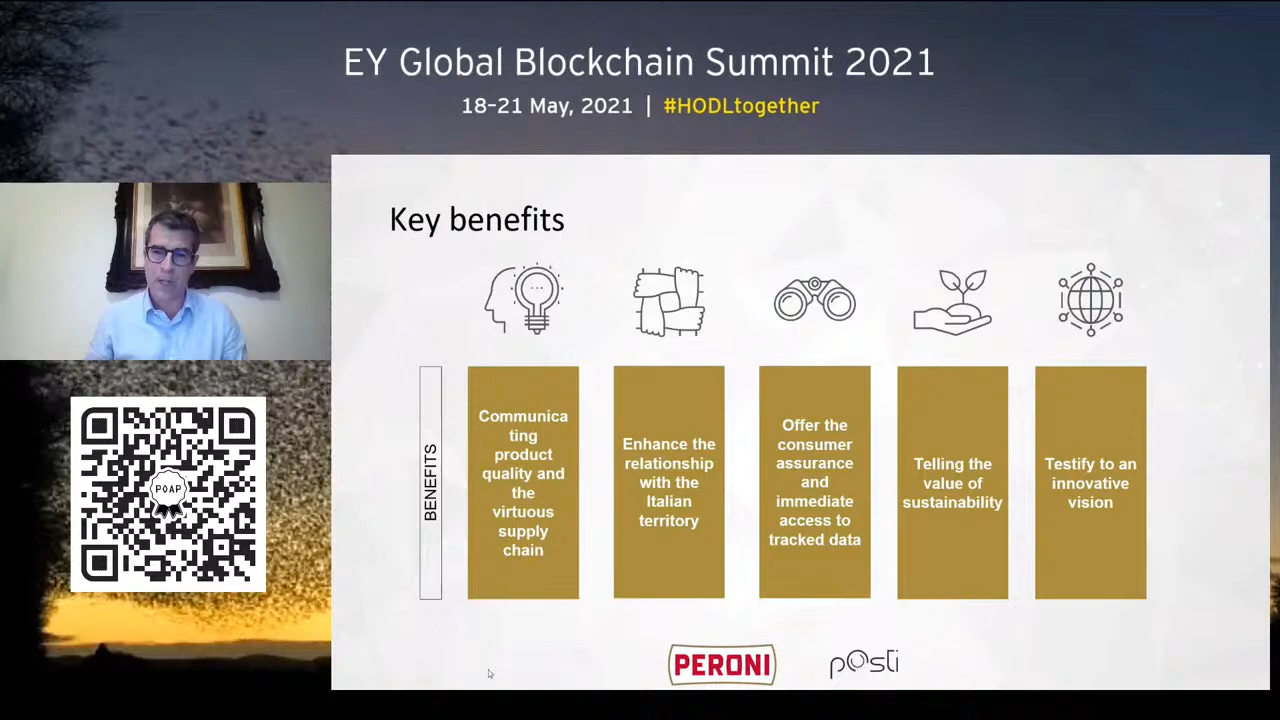 EY Global Blockchain Summit 2021
18–21 May, 2021 | #HODLtogether
Key benefits
BENEFITS
Communica
ting
product
quality and
the
virtuous
supply
chain
Enhance the
relationship
with the
Italian
territory
Offer the
consumer
assurance
and
immediate
access to
tracked data
Telling the
value of
sustainability
Testify to an
innovative
vision
POAP
PERONI
posti